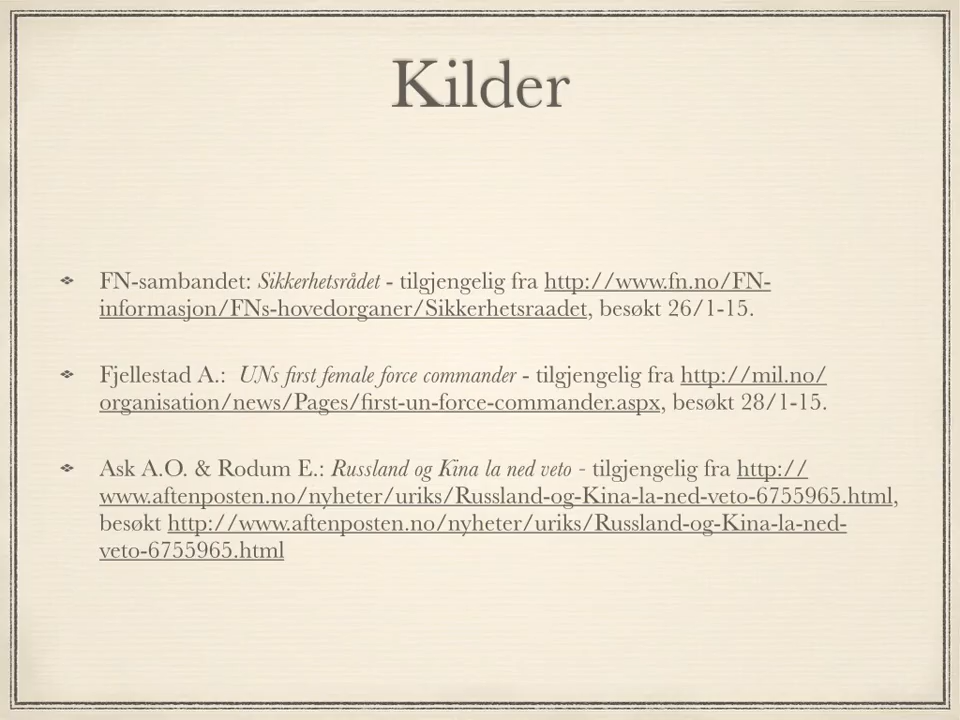 Kilder
FN-sambandet: Sikkerhetsrådet - tilgjengelig fra http://www.fn.no/FN-
informasjon/FNs-hovedorganer/Sikkerhetsraadet, besøkt 26/1-15.
Fjellestad A.: UNs first female force commander - tilgjengelig fra http://mil.no/
organisation/news/Pages/first-un-force-commander.aspx, besøkt 28/1-15.
Ask A.O. & Rodum E.: Russland og Kina la ned veto - tilgjengelig fra http://
www.aftenposten.no/nyheter/uriks/Russland-og-Kina-la-ned-veto-6755965.html,
besøkt http://www.aftenposten.no/nyheter/uriks/Russland-og-Kina-la-ned-
veto-6755965.html